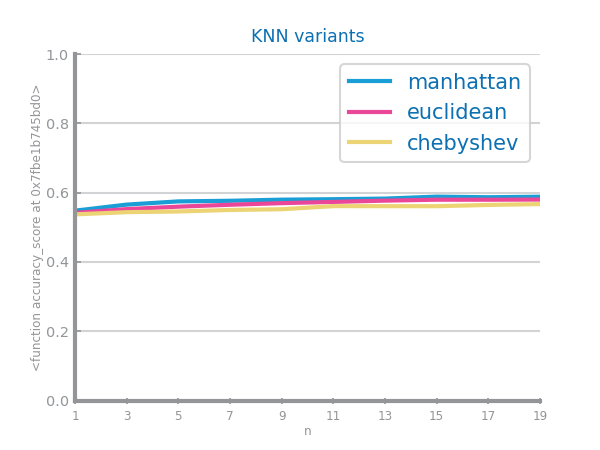 KNN variants
manhattan
euclidean
chebyshev
<function accuracy_score at 0x7fbe1b745bd0>
1.0
0.8
0.6
0.4
0.2
0.0
1 3 5 7 9 11 13 15 17 19
n